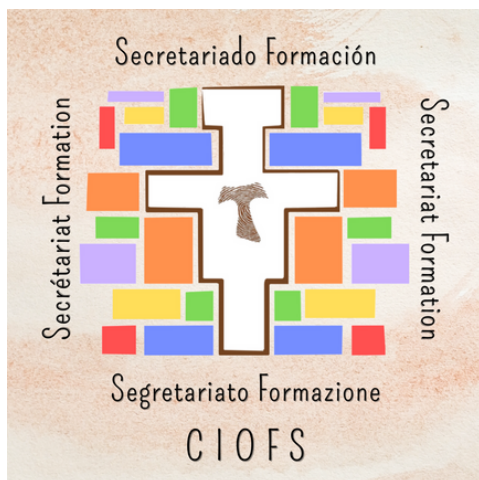 Secretariado Formación
Secrétariat Formation
Secretariat Formation
Segretariato Formazione
CIOFS